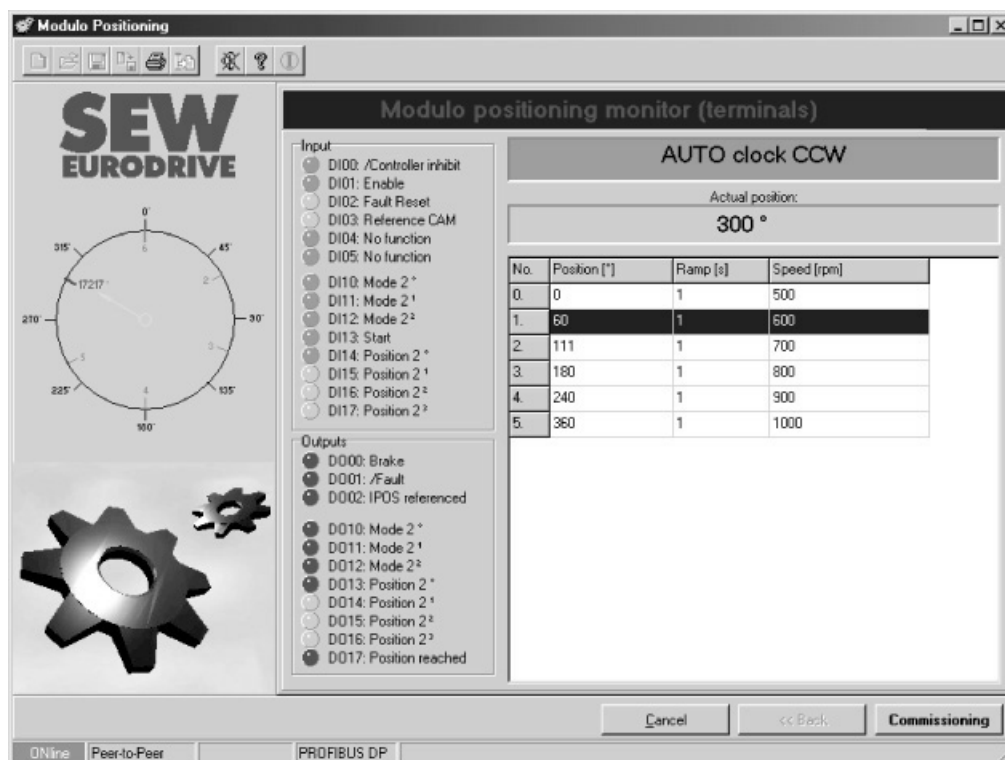 Modulo Positioning
SEW
EURODRIVE
0°
45°
90°
135°
180°
225°
270°
315°
6
2
3
4
5
17217 °
Modulo positioning monitor (terminals)
Input
DI00: /Controller inhibit
DI01: Enable
DI02: Fault Reset
DI03: Reference CAM
DI04: No function
DI05: No function
DI10: Mode 2⁰
DI11: Mode 2¹
DI12: Mode 2²
DI13: Start
DI14: Position 2⁰
DI15: Position 2¹
DI16: Position 2²
DI17: Position 2³
Outputs
DO00: Brake
DO01: /Fault
DO02: IPOS referenced
DO10: Mode 2⁰
DO11: Mode 2¹
DO12: Mode 2²
DO13: Position 2⁰
DO14: Position 2¹
DO15: Position 2²
DO16: Position 2³
DO17: Position reached
AUTO clock CCW
Actual position:
300 °
No. Position [°] Ramp [s] Speed [rpm]
0. 0 1 500
1. 60 1 600
2. 111 1 700
3. 180 1 800
4. 240 1 900
5. 360 1 1000
Cancel << Back Commissioning
ONline Peer-to-Peer PROFIBUS DP